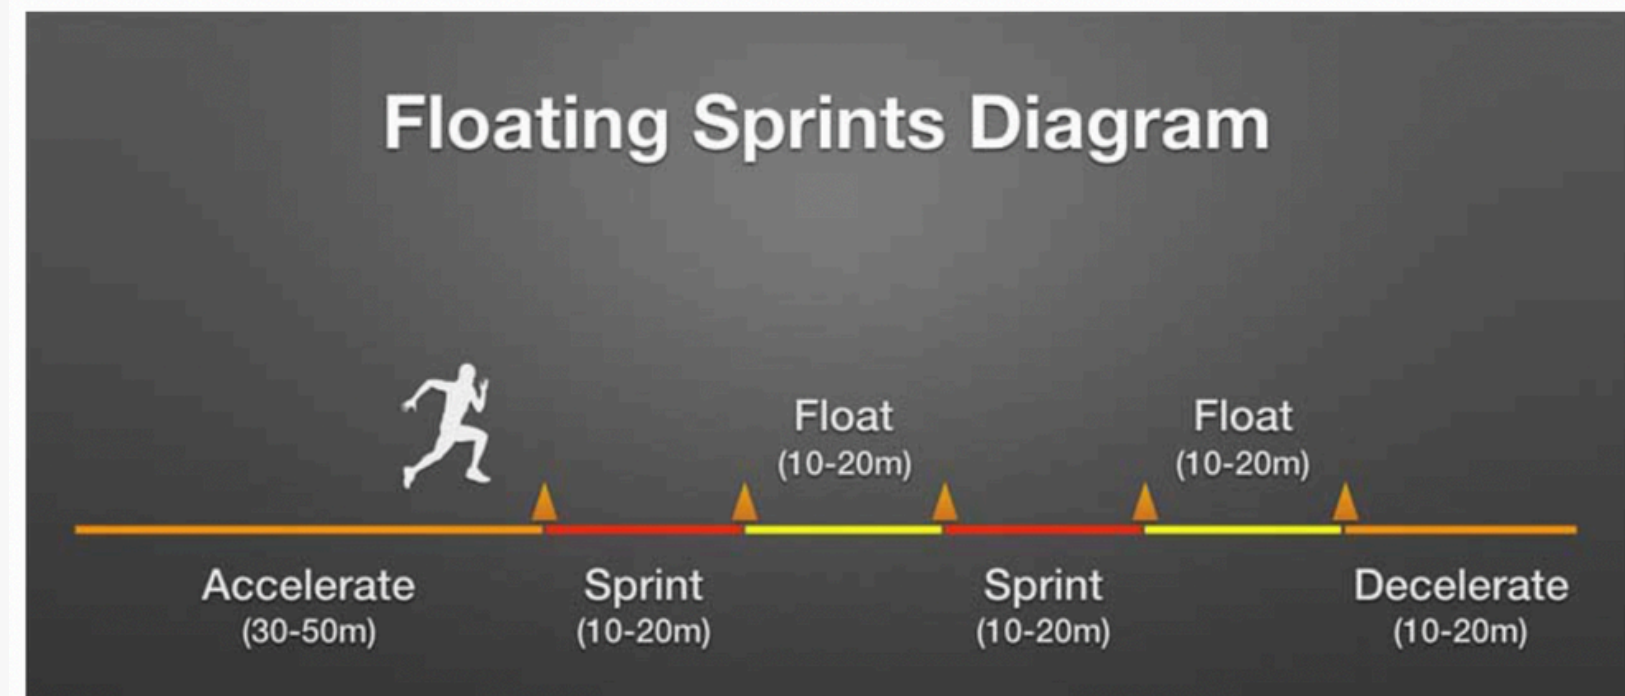 Floating Sprints Diagram
Float
(10-20m)
Float
(10-20m)
Accelerate
(30-50m)
Sprint
(10-20m)
Sprint
(10-20m)
Decelerate
(10-20m)